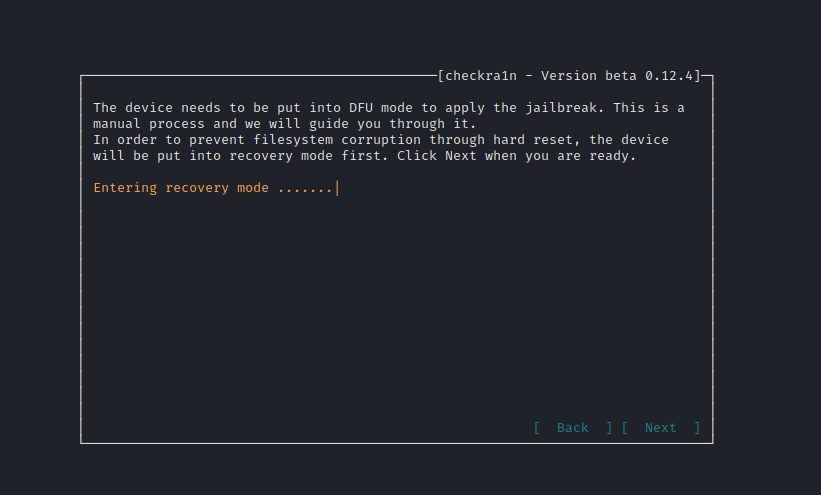 [checkra1n - Version beta 0.12.4]
The device needs to be put into DFU mode to apply the jailbreak. This is a
manual process and we will guide you through it.
In order to prevent filesystem corruption through hard reset, the device
will be put into recovery mode first. Click Next when you are ready.
Entering recovery mode .......
[  Back  ] [  Next  ]